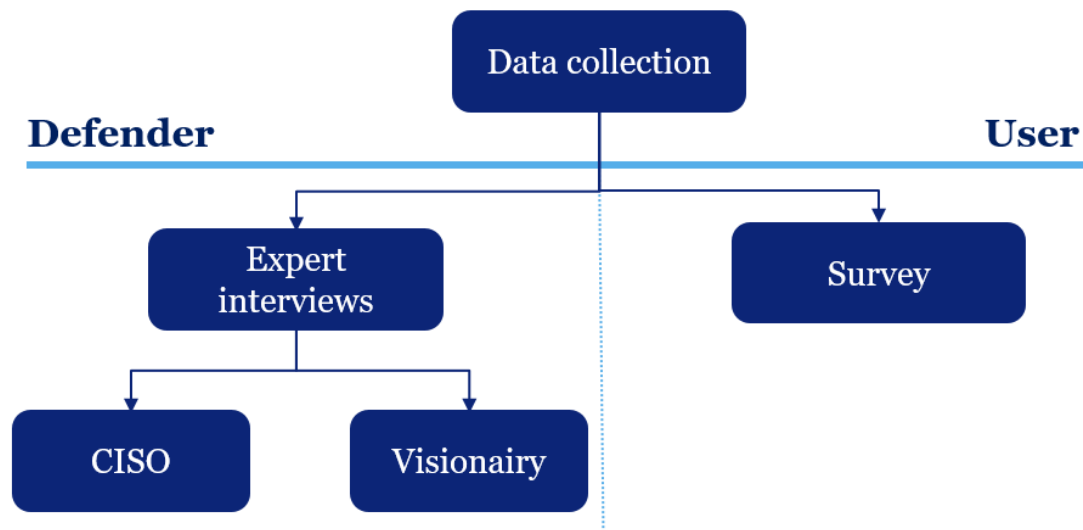 Data collection
Defender
User
Expert
interviews
Survey
CISO
Visionairy